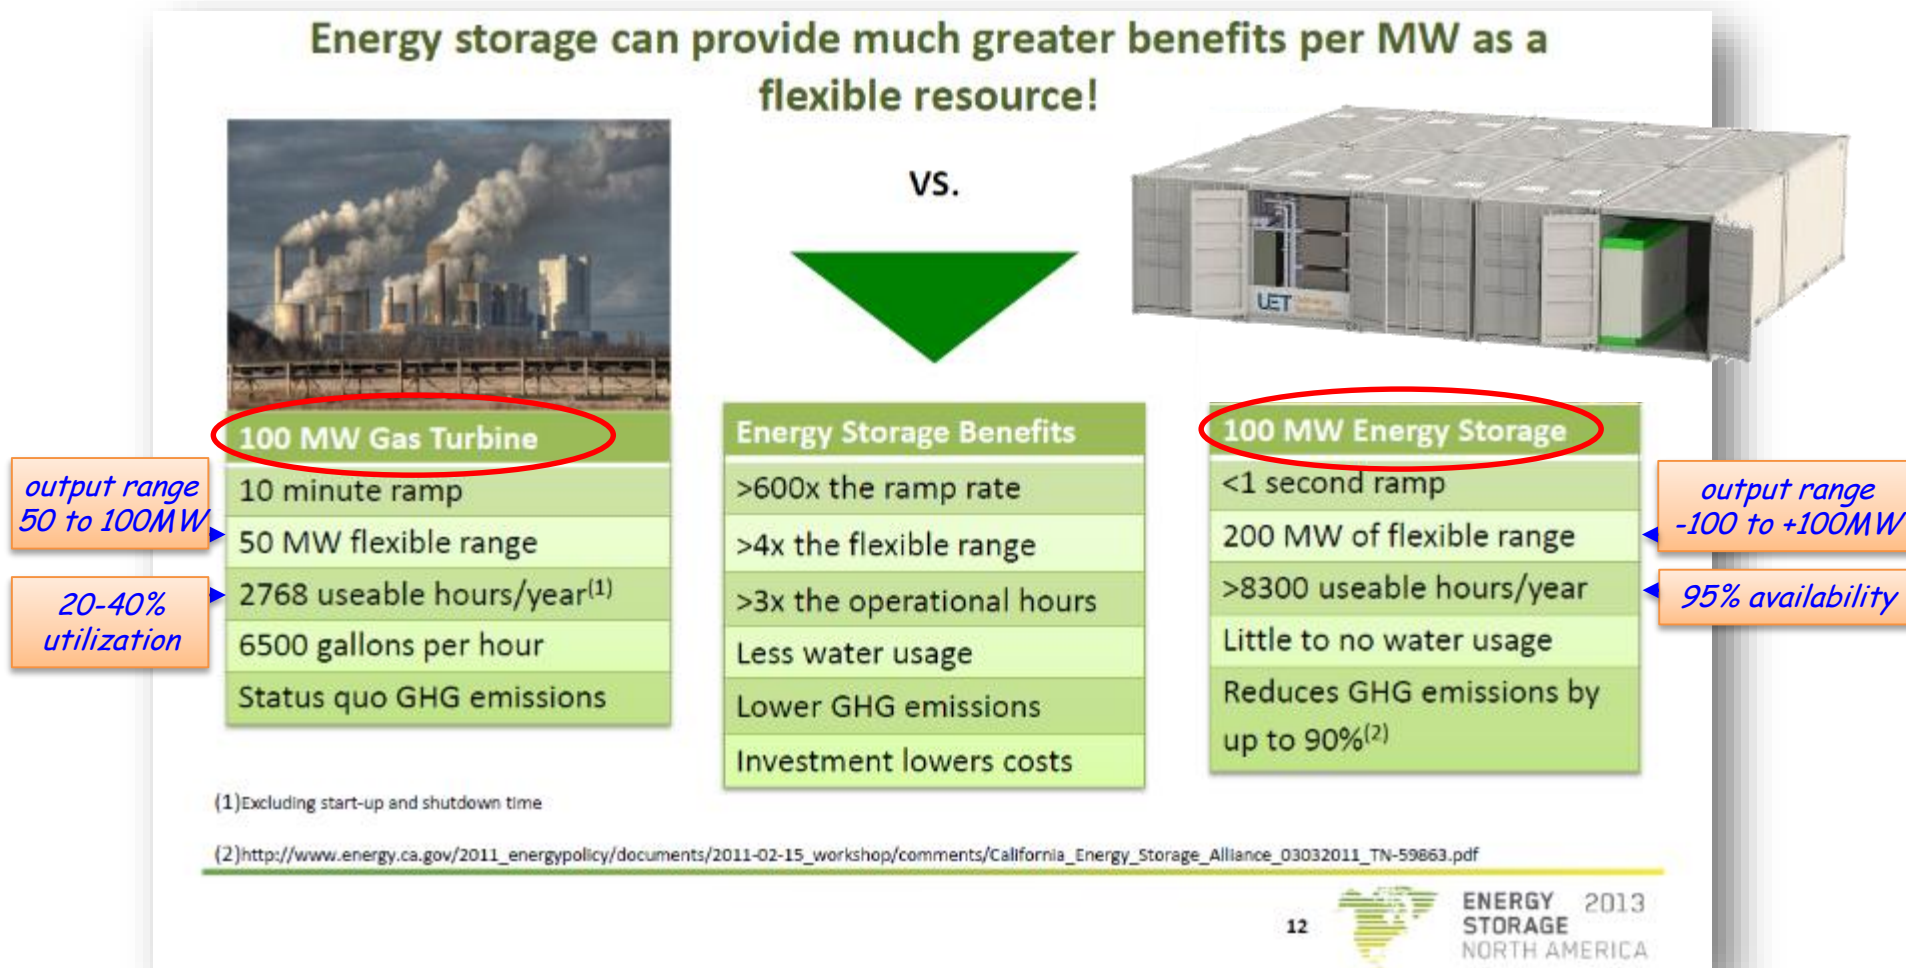 Energy storage can provide much greater benefits per MW as a
flexible resource!
VS.
UET
100 MW Gas Turbine
10 minute ramp
50 MW flexible range
2768 useable hours/year(1)
6500 gallons per hour
Status quo GHG emissions
output range
50 to 100MW
20-40%
utilization
Energy Storage Benefits
>600x the ramp rate
>4x the flexible range
>3x the operational hours
Less water usage
Lower GHG emissions
Investment lowers costs
100 MW Energy Storage
<1 second ramp
200 MW of flexible range
>8300 useable hours/year
Little to no water usage
Reduces GHG emissions by
up to 90%(2)
output range
-100 to +100MW
95% availability
(1)Excluding start-up and shutdown time
(2)http://www.energy.ca.gov/2011_energypolicy/documents/2011-02-15_workshop/comments/California_Energy_Storage_Alliance_03032011_TN-59863.pdf
12
ENERGY 2013
STORAGE
NORTH AMERICA